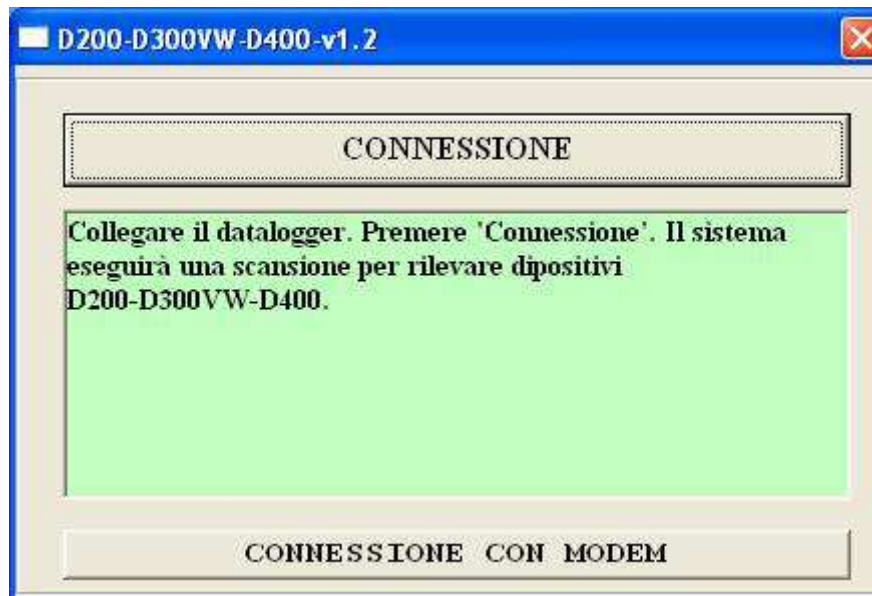 D200-D300VW-D400-v1.2
CONNESSIONE
Collegare il datalogger. Premere 'Connessione'. Il sistema
eseguirà una scansione per rilevare dipositivi
D200-D300VW-D400.
CONNESSIONE CON MODEM